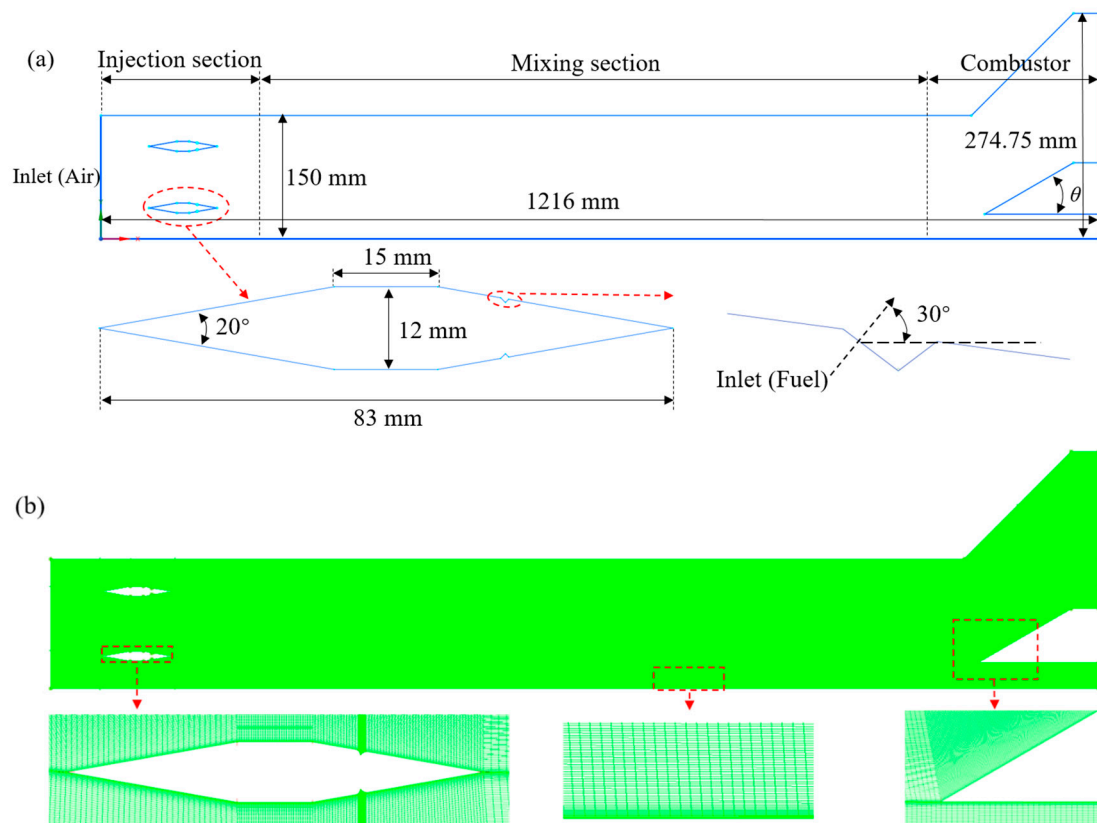 (a)
Injection section
Mixing section
Combustor
Inlet (Air)
150 mm
274.75 mm
1216 mm
θ
15 mm
20°
12 mm
83 mm
30°
Inlet (Fuel)
(b)